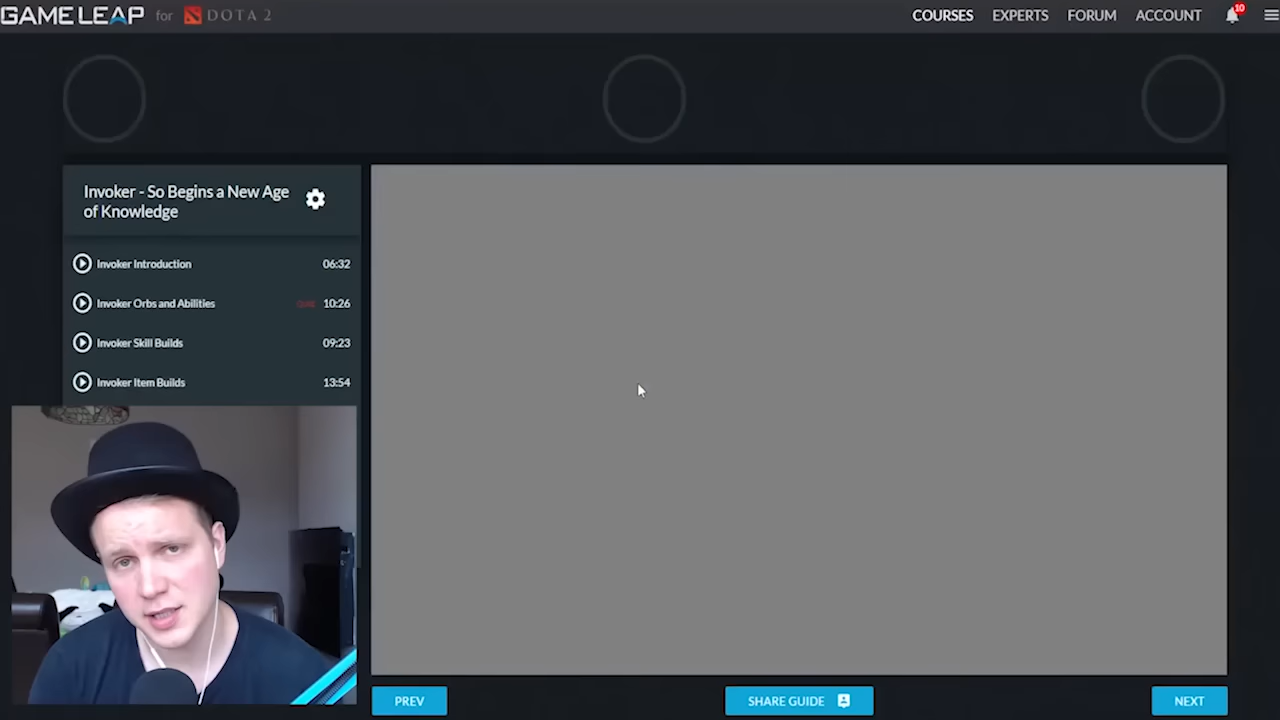 GAMELEAP for DOTA 2
COURSES EXPERTS FORUM ACCOUNT 10
Invoker - So Begins a New Age
of Knowledge
Invoker Introduction 06:32
Invoker Orbs and Abilities 10:26
Invoker Skill Builds 09:23
Invoker Item Builds 13:54
PREV SHARE GUIDE NEXT